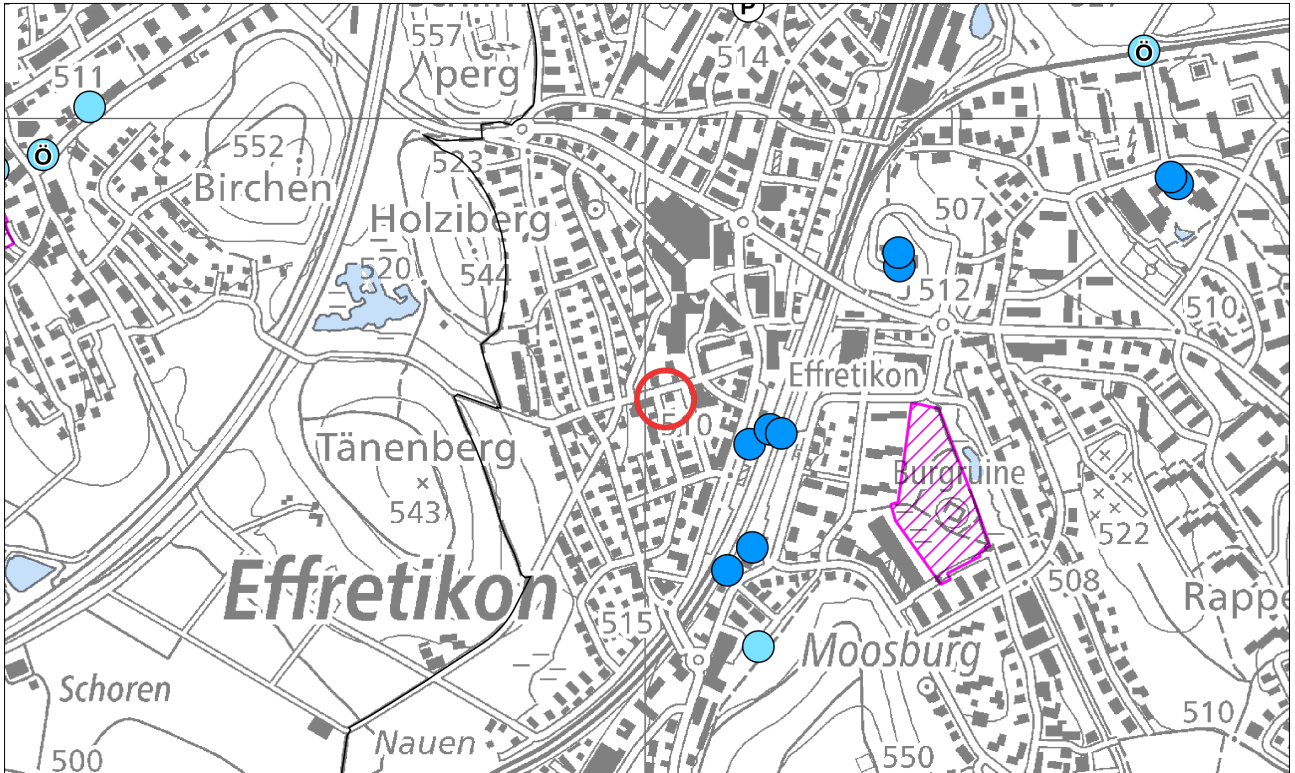 557
perg
P
514
Ö
511
Ö
552
Birchen
523
Holziberg
520
544
507
512
510
Effretikon
510
Tänenberg
543
Burgruine
522
Effretikon
515
508
Rappe
Moosburg
Schoren
510
Nauen
550
500